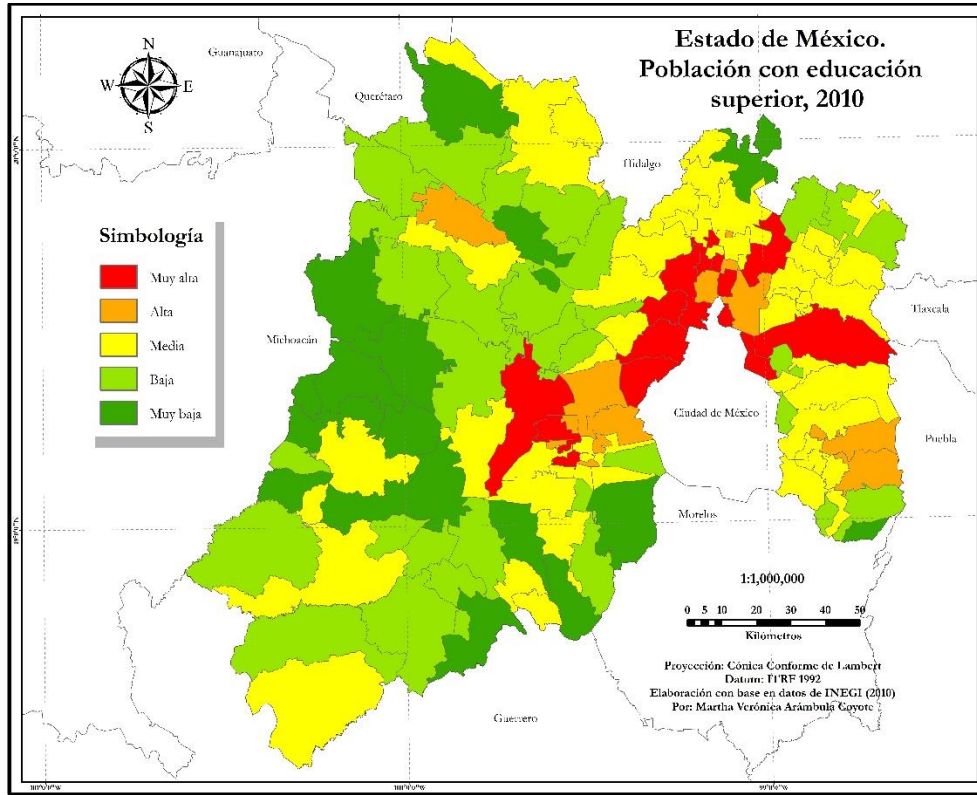 Estado de México.
Población con educación
superior, 2010
Guanajuato
N
W E
S
Querétaro
Hidalgo
Simbología
Muy alta
Alta
Media
Baja
Muy baja
Michoacán
Tlaxcala
Ciudad de México
Puebla
Morelos
Guerrero
1:1,000,000
0 5 10 20 30 40 50
Kilómetros
Proyección: Cónica Conforme de Lambert
Datum: ITRF 1992
Elaboración con base en datos de INEGI (2010)
Por: Martha Verónica Arámbula Coyote